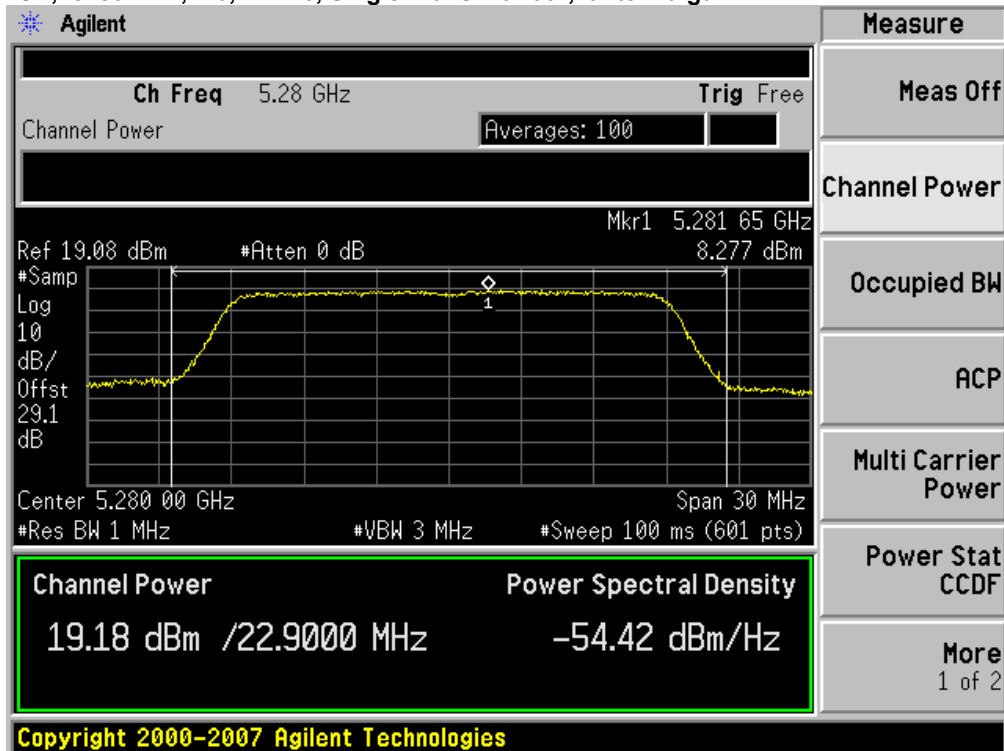 Agilent
Measure
Ch Freq 5.28 GHz
Trig Free
Channel Power
Averages: 100
Mkr1 5.281 65 GHz
8.277 dBm
Ref 19.08 dBm
#Atten 0 dB
#Samp
Log
10
dB/
Offst
29.1
dB
1
Center 5.280 00 GHz
Span 30 MHz
#Res BW 1 MHz
#VBW 3 MHz
#Sweep 100 ms (601 pts)
Channel Power
Power Spectral Density
19.18 dBm /22.9000 MHz
-54.42 dBm/Hz
Meas Off
Channel Power
Occupied BW
ACP
Multi Carrier
Power
Power Stat
CCDF
More
1 of 2
Copyright 2000-2007 Agilent Technologies